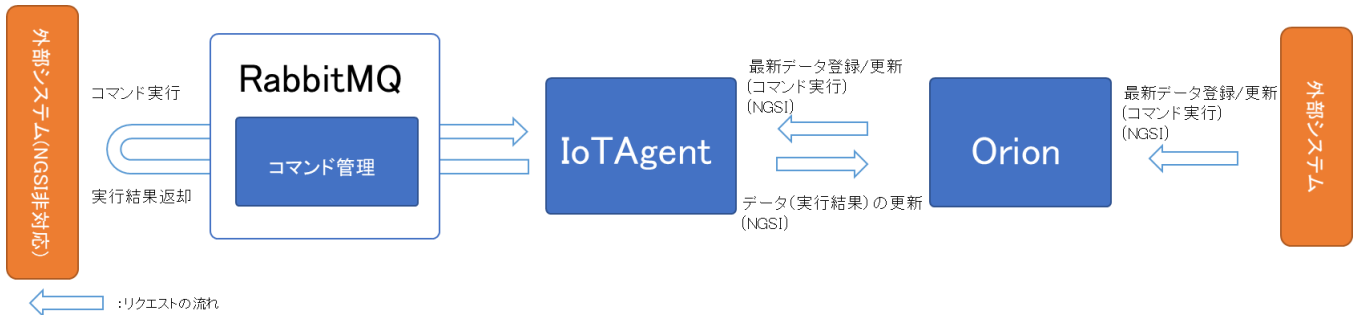 外部システム(NGSI非対応)
コマンド実行
実行結果返却
RabbitMQ
コマンド管理
IoTAgent
最新データ登録/更新
(コマンド実行)
(NGSI)
データ(実行結果)の更新
(NGSI)
Orion
最新データ登録/更新
(コマンド実行)
(NGSI)
外部システム
:リクエストの流れ